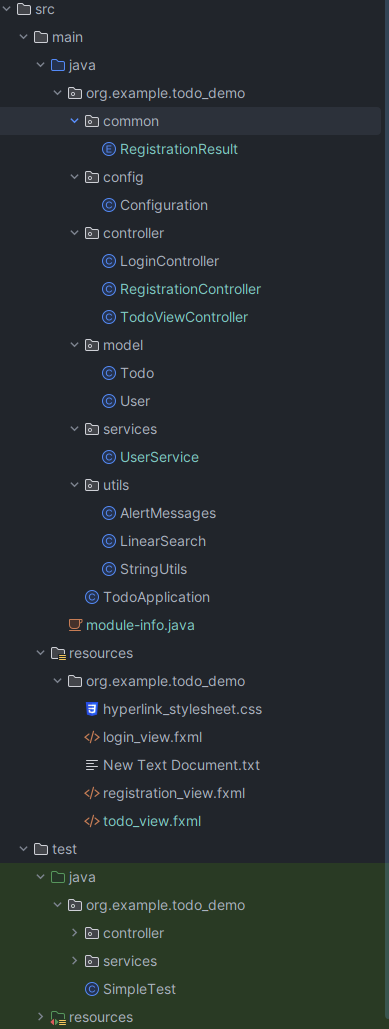 src
main
java
org.example.todo_demo
common
E RegistrationResult
config
C Configuration
controller
C LoginController
C RegistrationController
C TodoViewController
model
C Todo
C User
services
C UserService
utils
C AlertMessages
C LinearSearch
C StringUtils
C TodoApplication
module-info.java
resources
org.example.todo_demo
hyperlink_stylesheet.css
login_view.fxml
New Text Document.txt
registration_view.fxml
todo_view.fxml
test
java
org.example.todo_demo
controller
services
C SimpleTest
resources